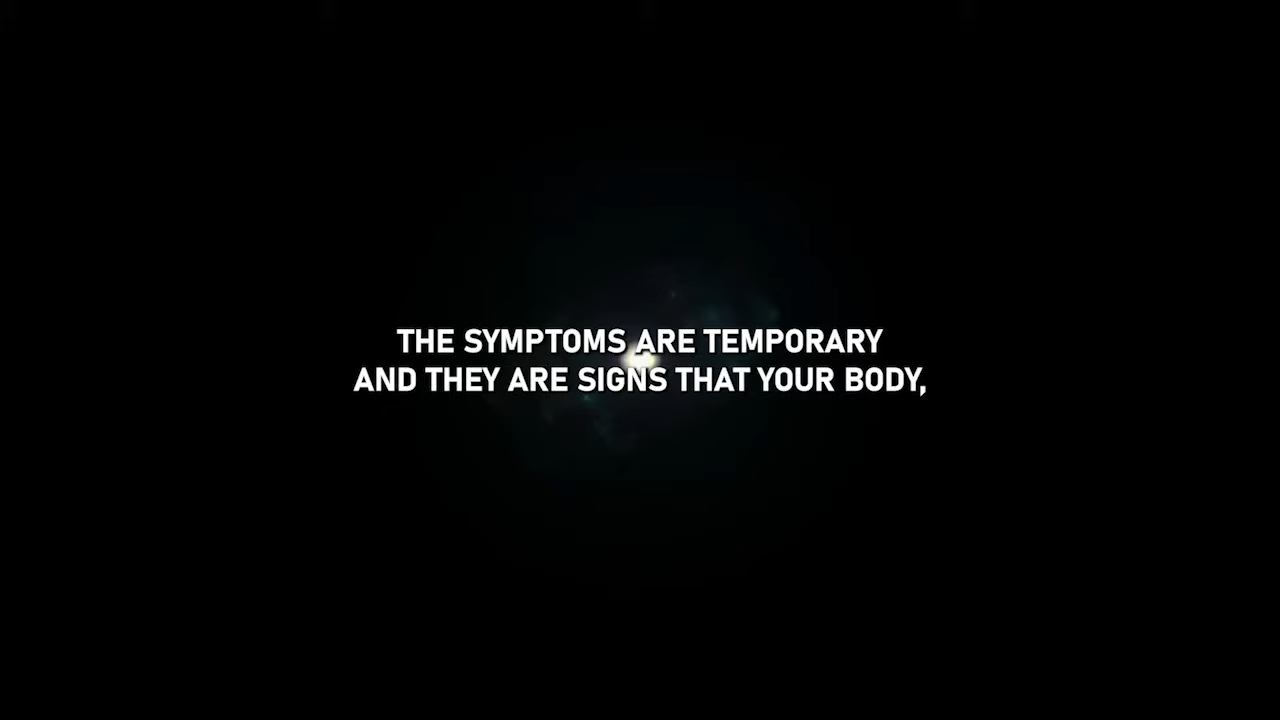 THE SYMPTOMS ARE TEMPORARY
AND THEY ARE SIGNS THAT YOUR BODY,